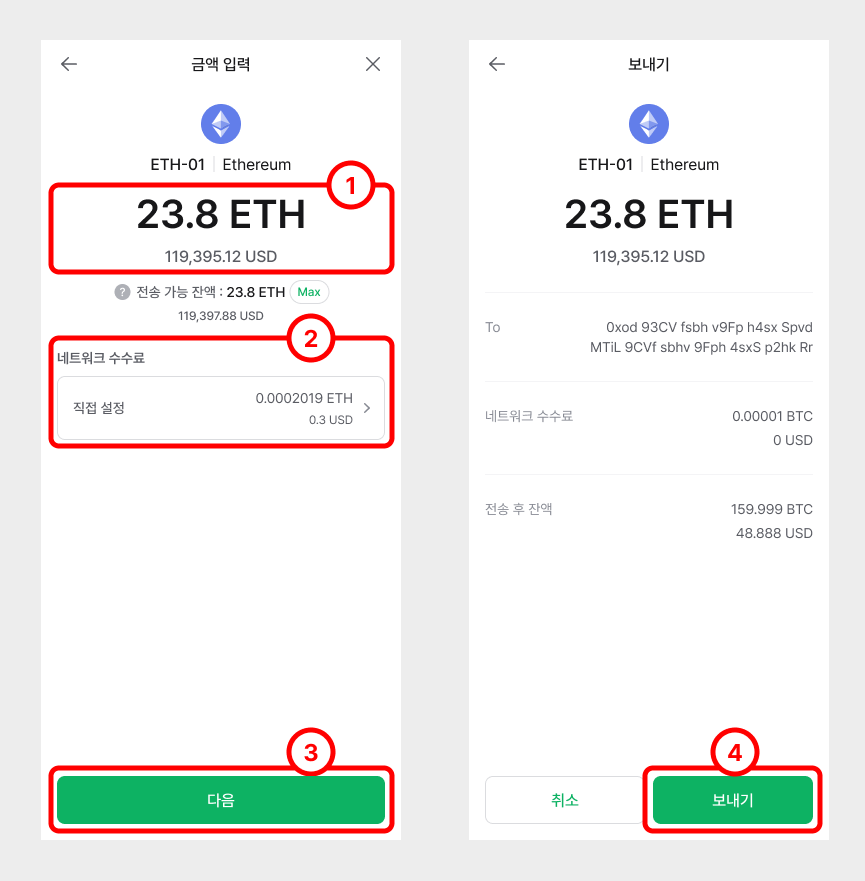 금액 입력
ETH-01 Ethereum
1
23.8 ETH
119,395.12 USD
? 전송 가능 잔액 : 23.8 ETH Max
119,397.88 USD
2
네트워크 수수료
직접 설정
0.0002019 ETH
0.3 USD
3
다음
보내기
ETH-01 Ethereum
23.8 ETH
119,395.12 USD
To
0xod 93CV fsbh v9Fp h4sx Spvd
MTiL 9CVf sbhv 9Fph 4sxS p2hk Rr
네트워크 수수료
0.00001 BTC
0 USD
전송 후 잔액
159.999 BTC
48.888 USD
4
취소
보내기